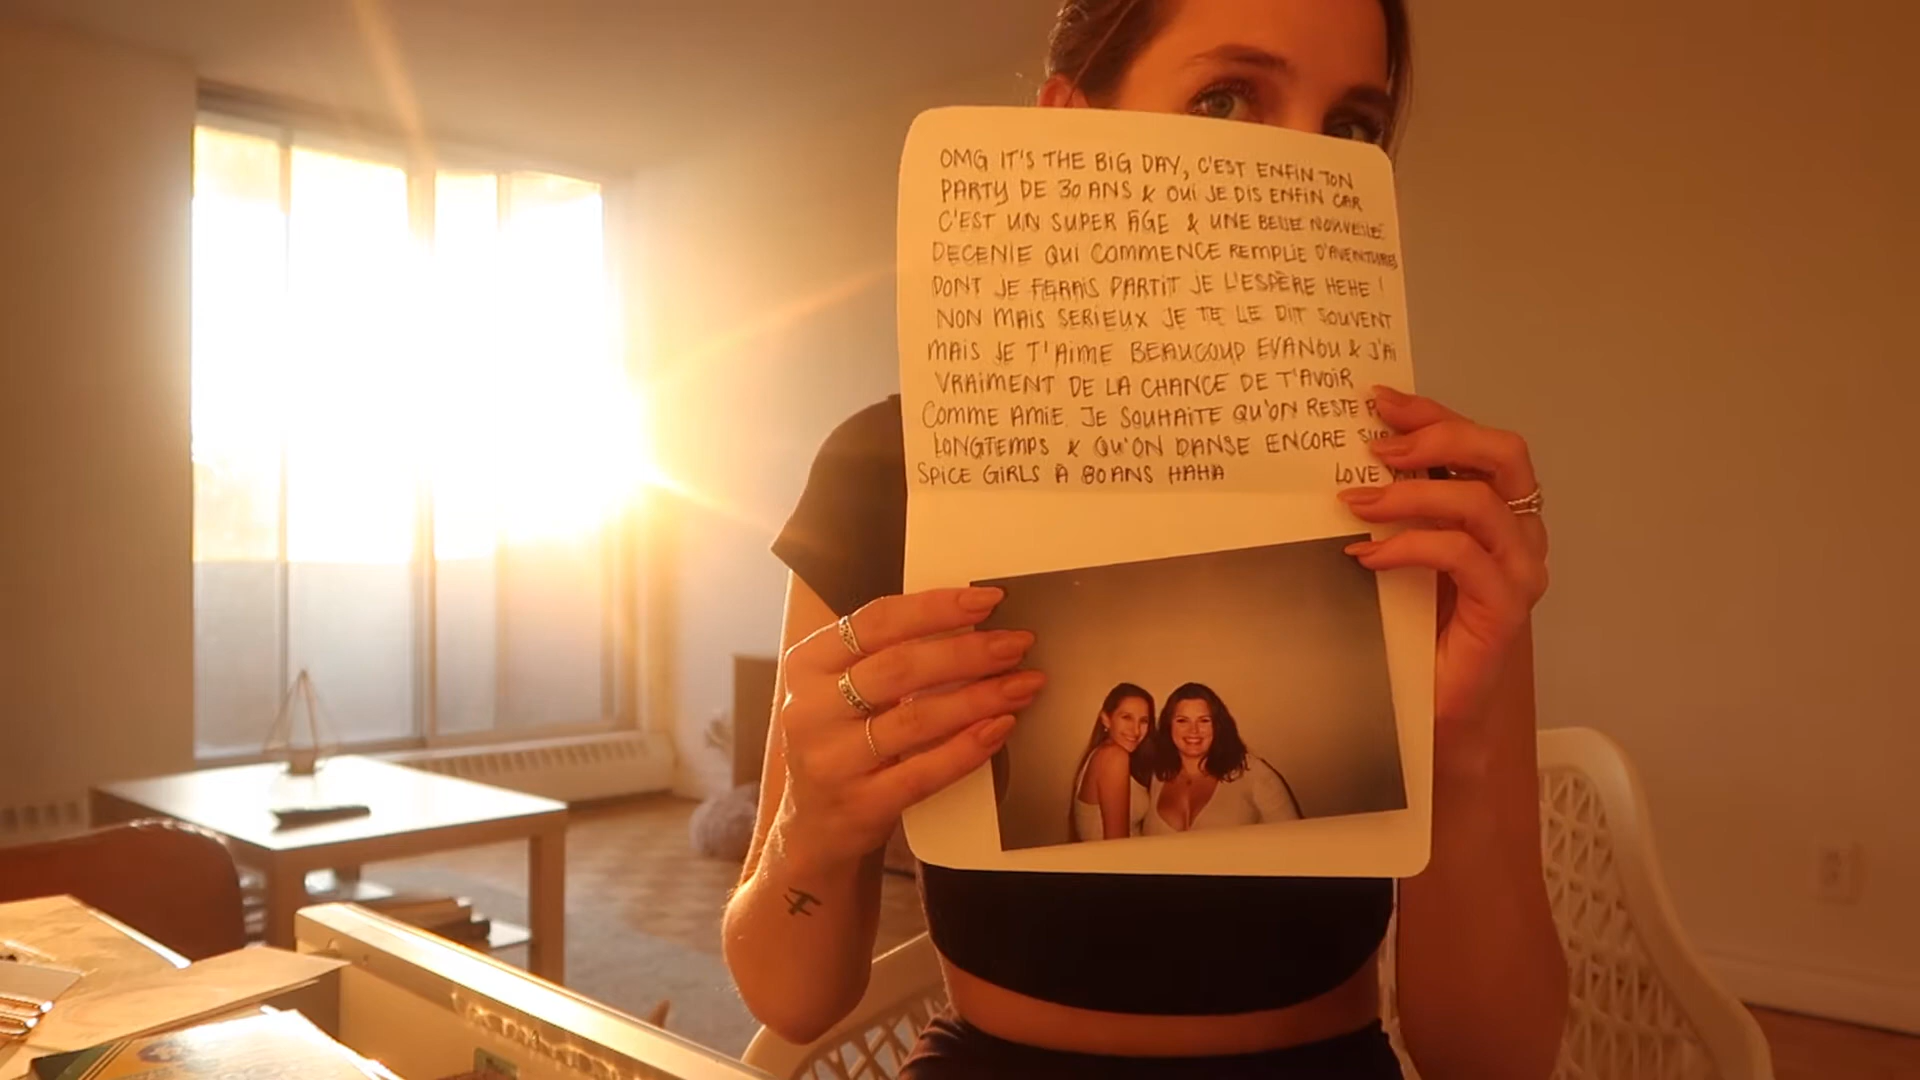 OMG IT'S THE BIG DAY, C'EST ENFIN TON
PARTY DE 30 ANS & OUI JE DIS ENFIN CAR
C'EST UN SUPER ÂGE & UNE BELLE NOUVELLE
DECENIE QUI COMMENCE REMPLIE D'AVENTURES
DONT JE FERAIS PARTIT JE L'ESPÈRE HEHE !
NON MAIS SERIEUX JE TE LE DIT SOUVENT
MAIS JE T'AIME BEAUCOUP EVANOU & J'AI
VRAIMENT DE LA CHANCE DE T'AVOIR
COMME AMIE. JE SOUHAITE QU'ON RESTE
LONGTEMPS & QU'ON DANSE ENCORE
SPICE GIRLS À 80 ANS HAHA LOVE